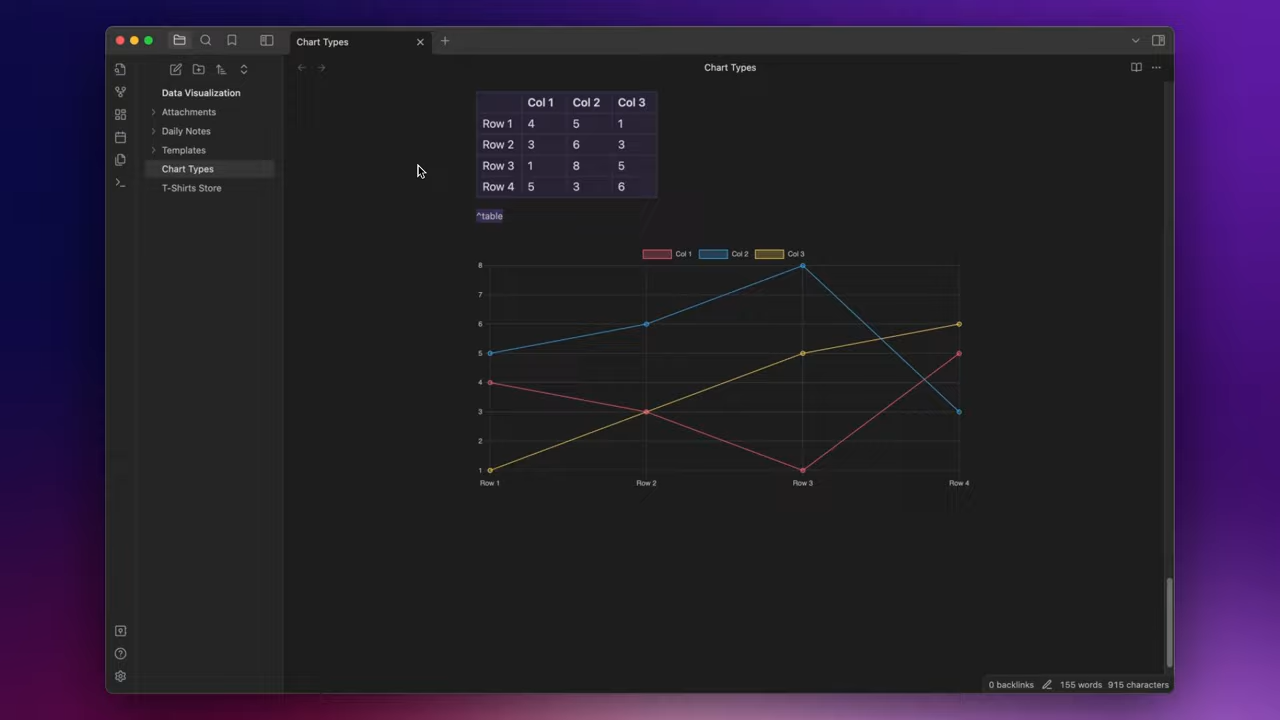 Chart Types
Chart Types
Data Visualization
Attachments
Daily Notes
Templates
Chart Types
T-Shirts Store
Col 1 Col 2 Col 3
Row 1 4 5 1
Row 2 3 6 3
Row 3 1 8 5
Row 4 5 3 6
^table
Col 1 Col 2 Col 3
8
7
6
5
4
3
2
1
Row 1 Row 2 Row 3 Row 4
0 backlinks 155 words 915 characters